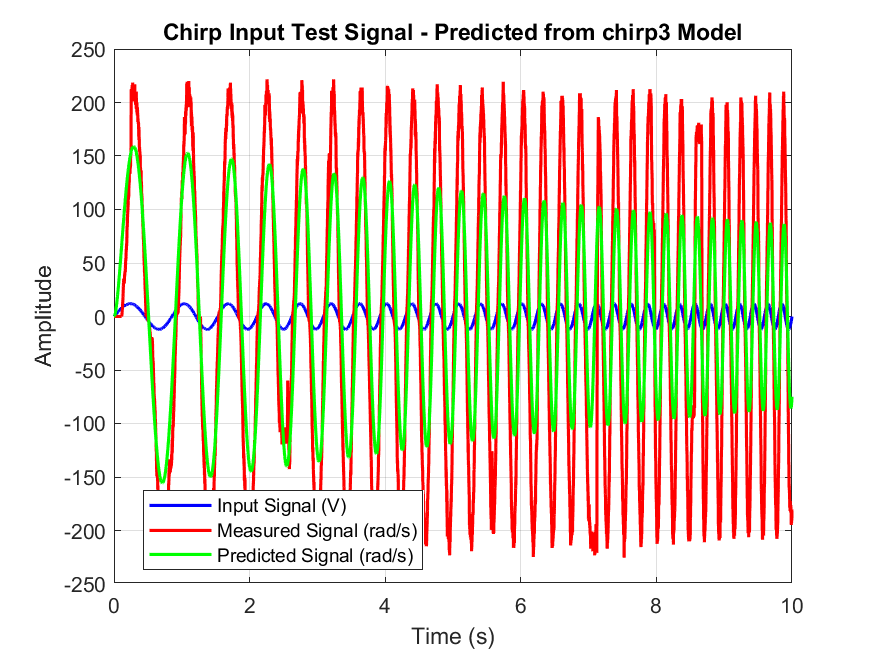 Chirp Input Test Signal - Predicted from chirp3 Model
250
200
150
100
50
0
-50
-100
-150
-200
-250
Amplitude
Input Signal (V)
Measured Signal (rad/s)
Predicted Signal (rad/s)
0 2 4 6 8 10
Time (s)